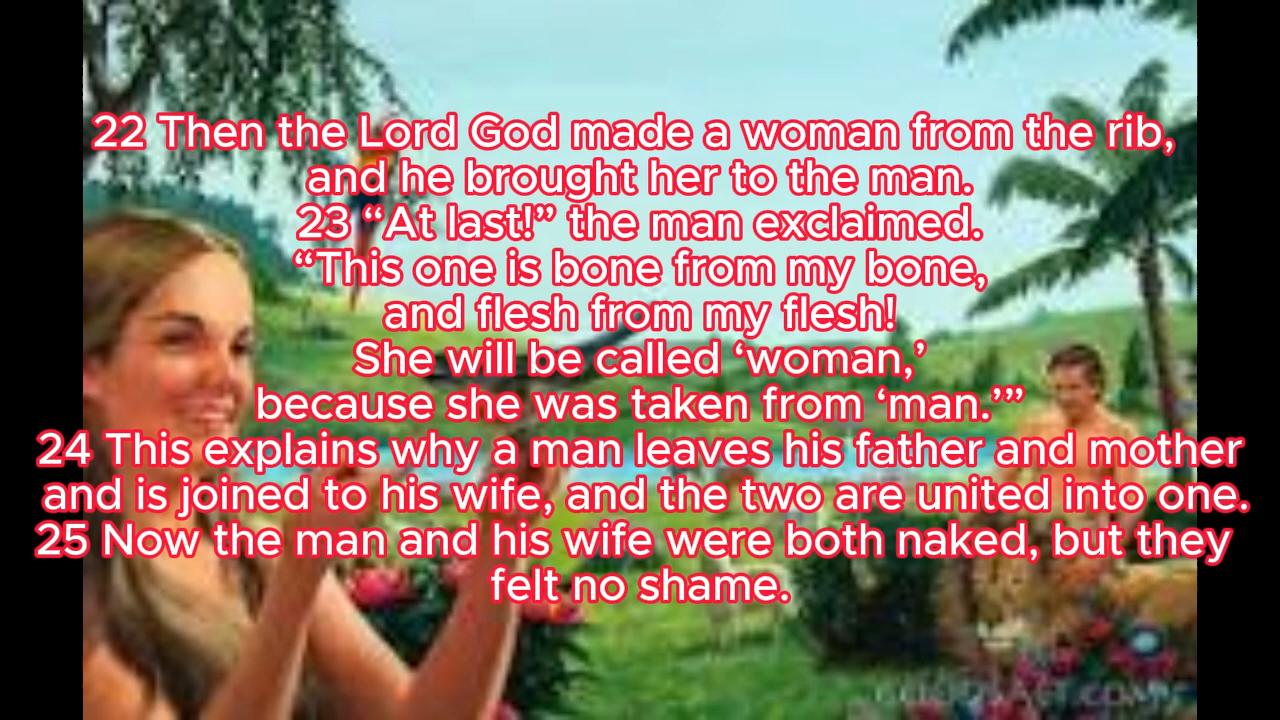 22 Then the Lord God made a woman from the rib,
and he brought her to the man.
23 “At last!” the man exclaimed.
“This one is bone from my bone,
and flesh from my flesh!
She will be called ‘woman,’
because she was taken from ‘man.’”
24 This explains why a man leaves his father and mother
and is joined to his wife, and the two are united into one.
25 Now the man and his wife were both naked, but they
felt no shame.